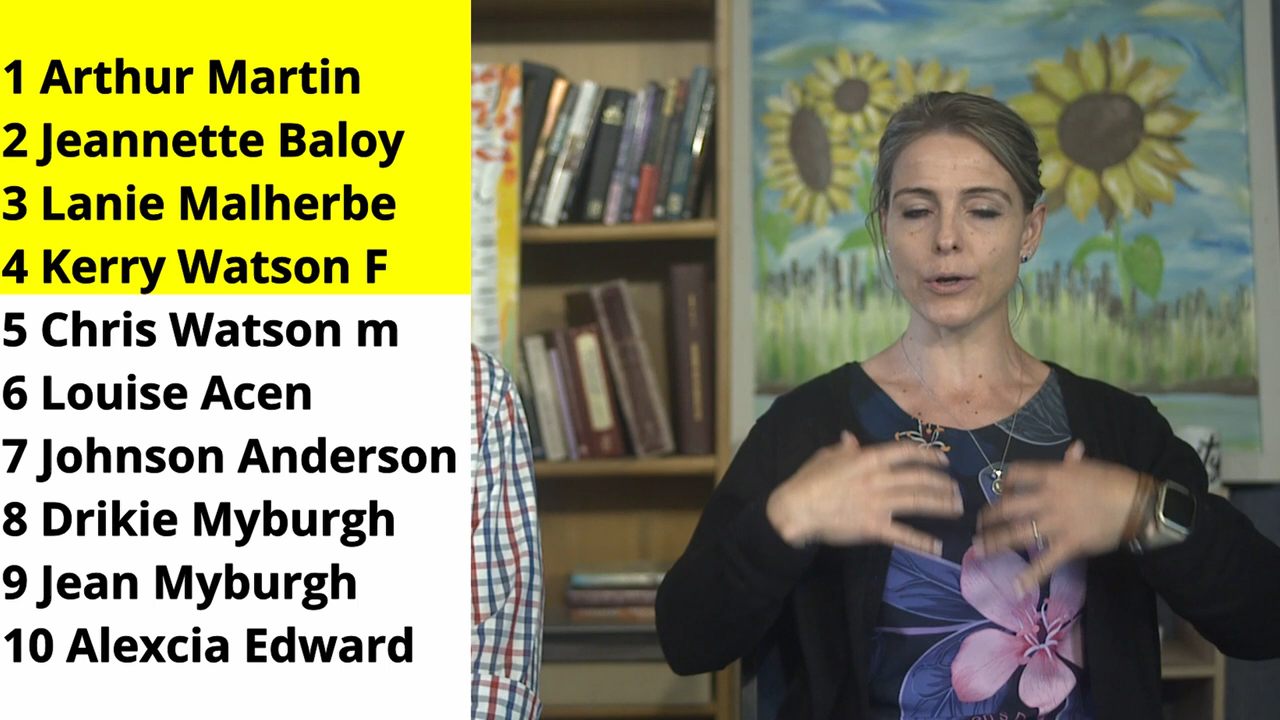 1 Arthur Martin
2 Jeannette Baloy
3 Lanie Malherbe
4 Kerry Watson F
5 Chris Watson m
6 Louise Acen
7 Johnson Anderson
8 Drikie Myburgh
9 Jean Myburgh
10 Alexcia Edward